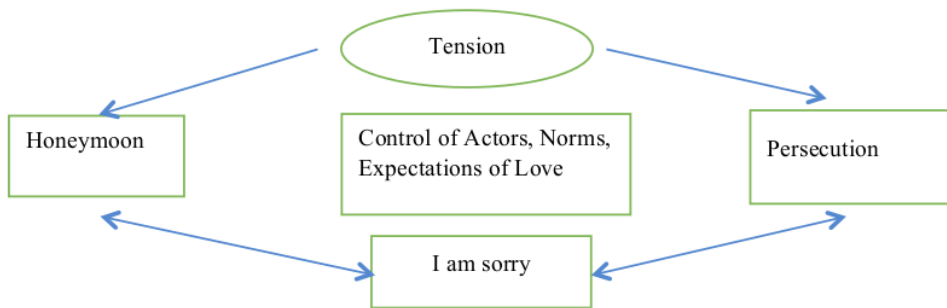 Tension
Honeymoon
Control of Actors, Norms,
Expectations of Love
Persecution
I am sorry